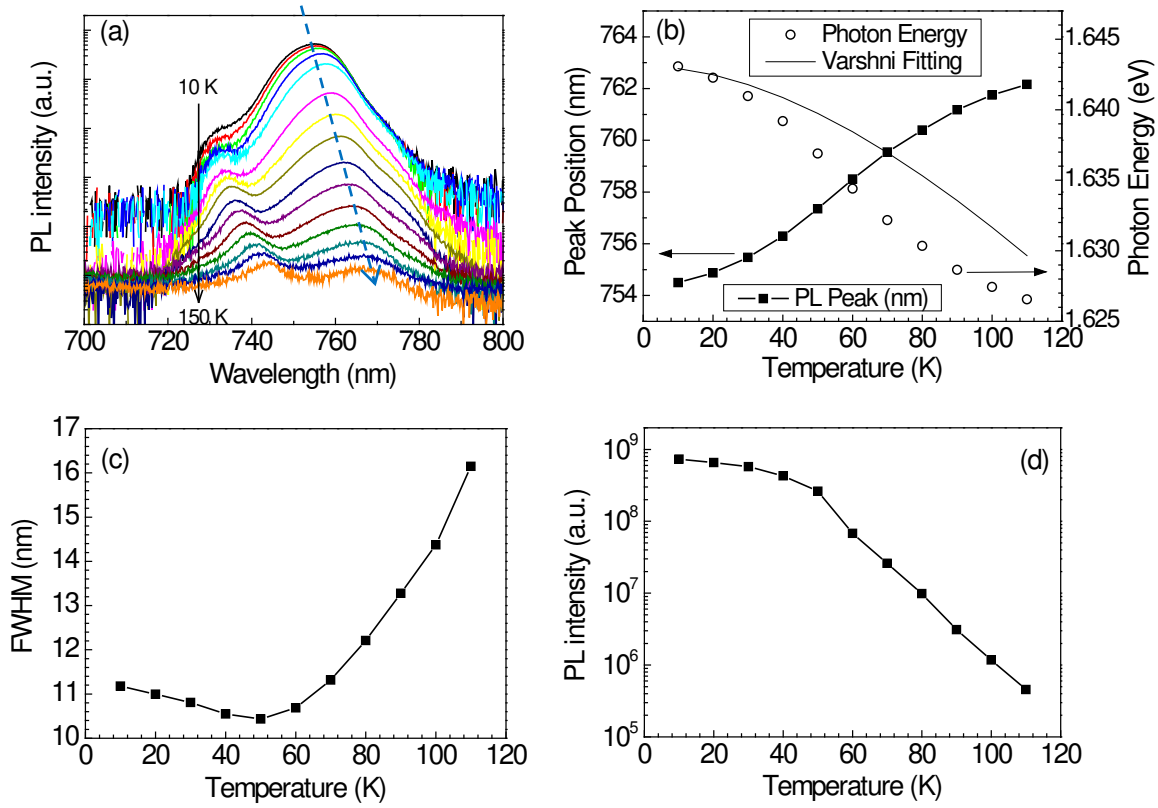 (a)
PL intensity (a.u.)
10 K
150 K
700 720 740 760 780 800
Wavelength (nm)
(b)
Photon Energy
Varshni Fitting
PL Peak (nm)
764
762
760
758
756
754
Peak Position (nm)
1.645
1.640
1.635
1.630
1.625
Photon Energy (eV)
0 20 40 60 80 100 120
Temperature (K)
(c)
17
16
15
14
13
12
11
10
FWHM (nm)
0 20 40 60 80 100 120
Temperature (K)
(d)
10⁹
10⁸
10⁷
10⁶
10⁵
PL intensity (a.u.)
0 20 40 60 80 100 120
Temperature (K)